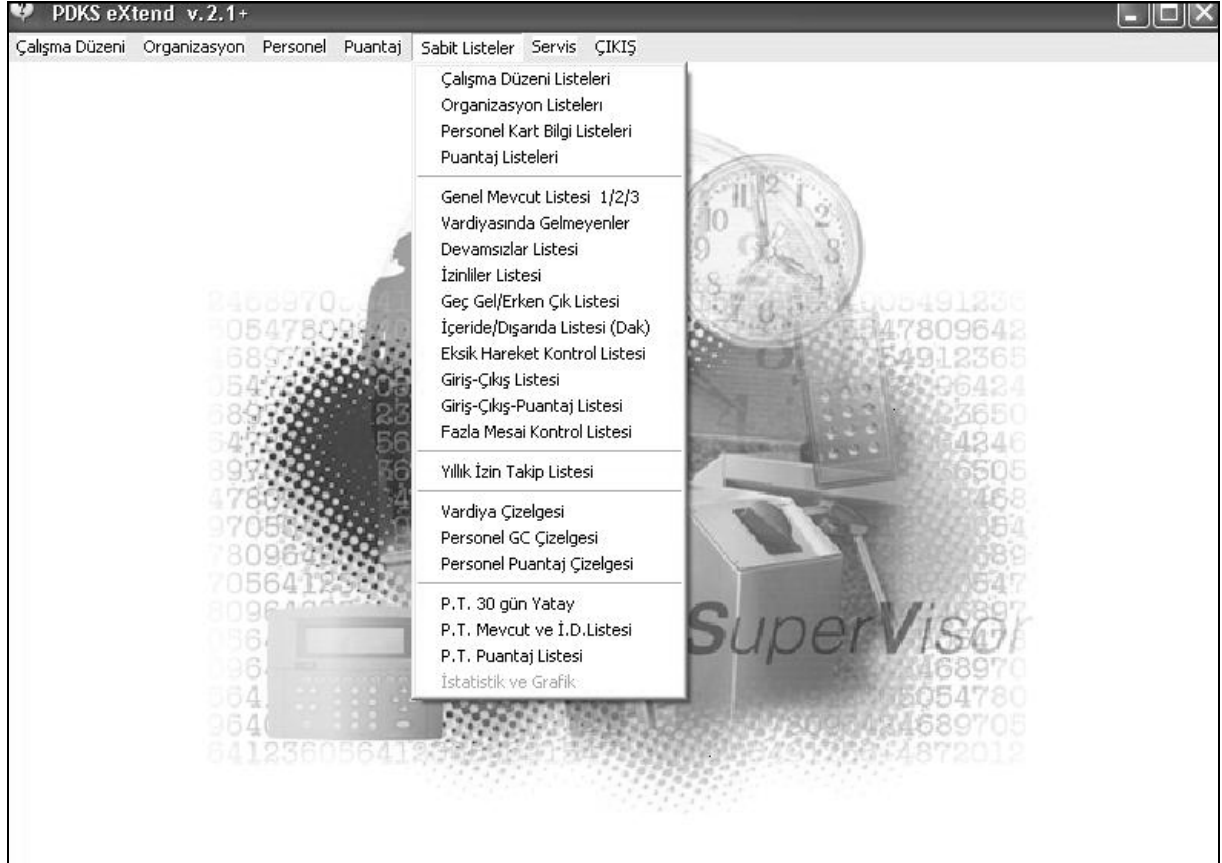 PDKS eXtend v.2.1+
Çalışma Düzeni Organizasyon Personel Puantaj Sabit Listeler Servis ÇIKIŞ
Çalışma Düzeni Listeleri
Organizasyon Listelerı
Personel Kart Bilgi Listeleri
Puantaj Listeleri
Genel Mevcut Listesi 1/2/3
Vardiyasında Gelmeyenler
Devamsızlar Listesi
İzinliler Listesi
Geç Gel/Erken Çık Listesi
İçeride/Dışarıda Listesi (Dak)
Eksik Hareket Kontrol Listesi
Giriş-Çıkış Listesi
Giriş-Çıkış-Puantaj Listesi
Fazla Mesai Kontrol Listesi
Yıllık İzin Takip Listesi
Vardiya Çizelgesi
Personel GC Çizelgesi
Personel Puantaj Çizelgesi
P.T. 30 gün Yatay
P.T. Mevcut ve İ.D.Listesi
P.T. Puantaj Listesi
İstatistik ve Grafik
SuperVisor